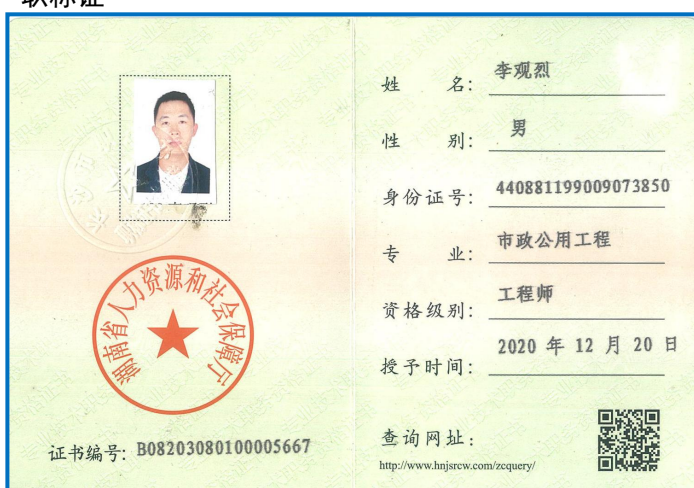 职称证
姓 名: 李观烈
性 别: 男
身份证号: 440881199009073850
专 业: 市政公用工程
资格级别: 工程师
授予时间: 2020 年 12 月 20 日
湖南省人力资源和社会保障厅
证书编号: B08203080100005667
查询网址:
http://www.hnjsrcw.com/zcquery/